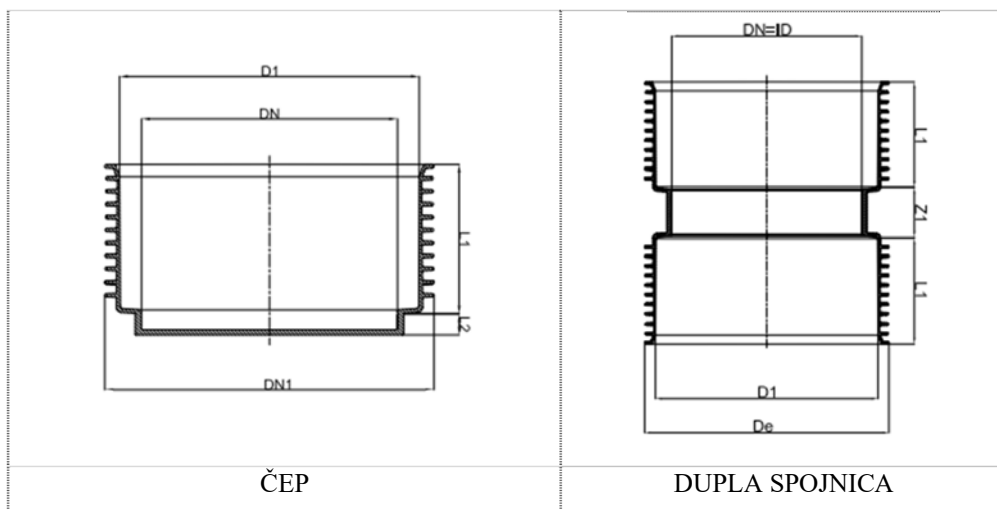 D1
DN
L1
L2
DN1
ČEP
DN=ID
L1
Z1
L1
D1
De
DUPLA SPOJNICA